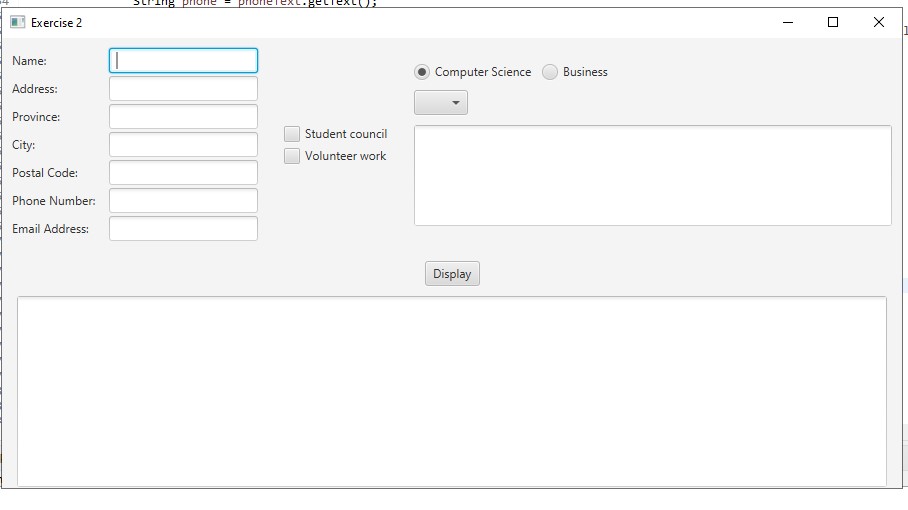 String phone = phoneText.getText();
Exercise 2
Name:
Address:
Province:
City:
Postal Code:
Phone Number:
Email Address:
Student council
Volunteer work
Computer Science Business
Display